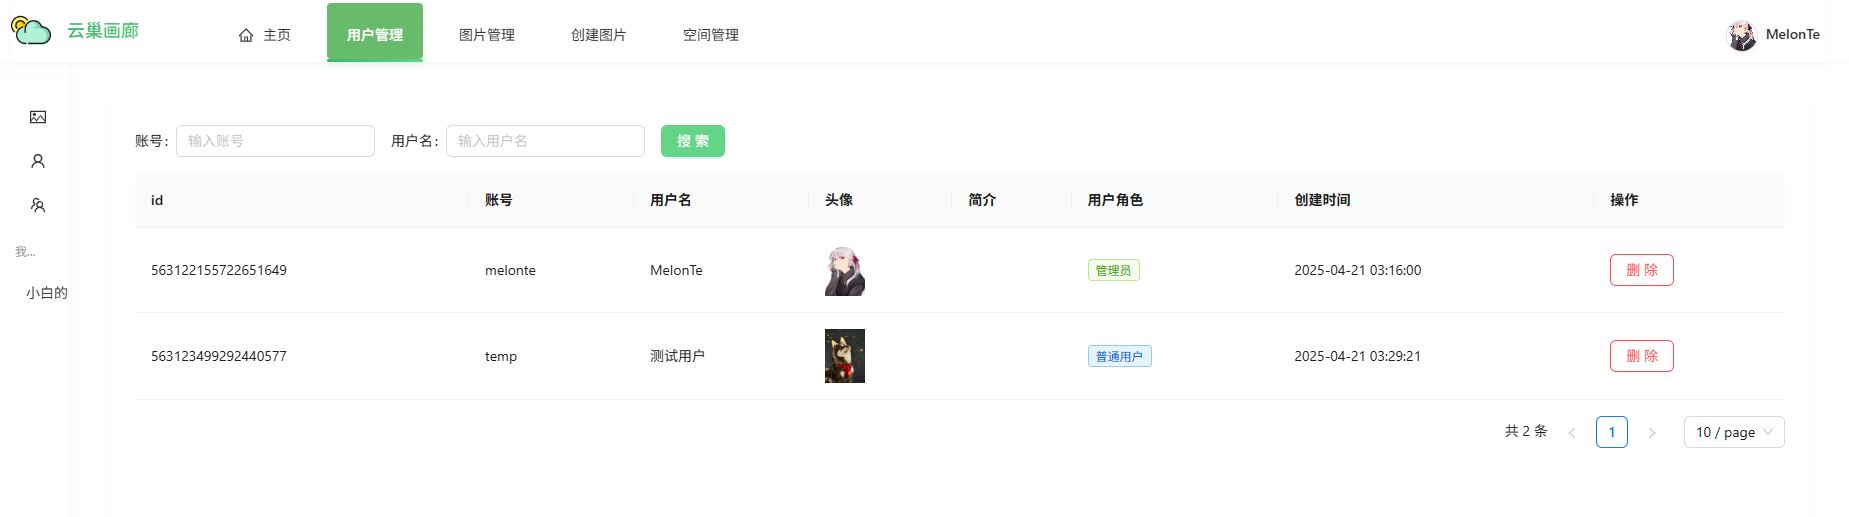 云巢画廊
主页
用户管理
图片管理
创建图片
空间管理
MelonTe
我...
小白的
账号: 输入账号 用户名: 输入用户名 搜 索
id 账号 用户名 头像 简介 用户角色 创建时间 操作
563122155722651649 melonte MelonTe 管理员 2025-04-21 03:16:00 删 除
563123499292440577 temp 测试用户 普通用户 2025-04-21 03:29:21 删 除
共 2 条 < 1 > 10 / page